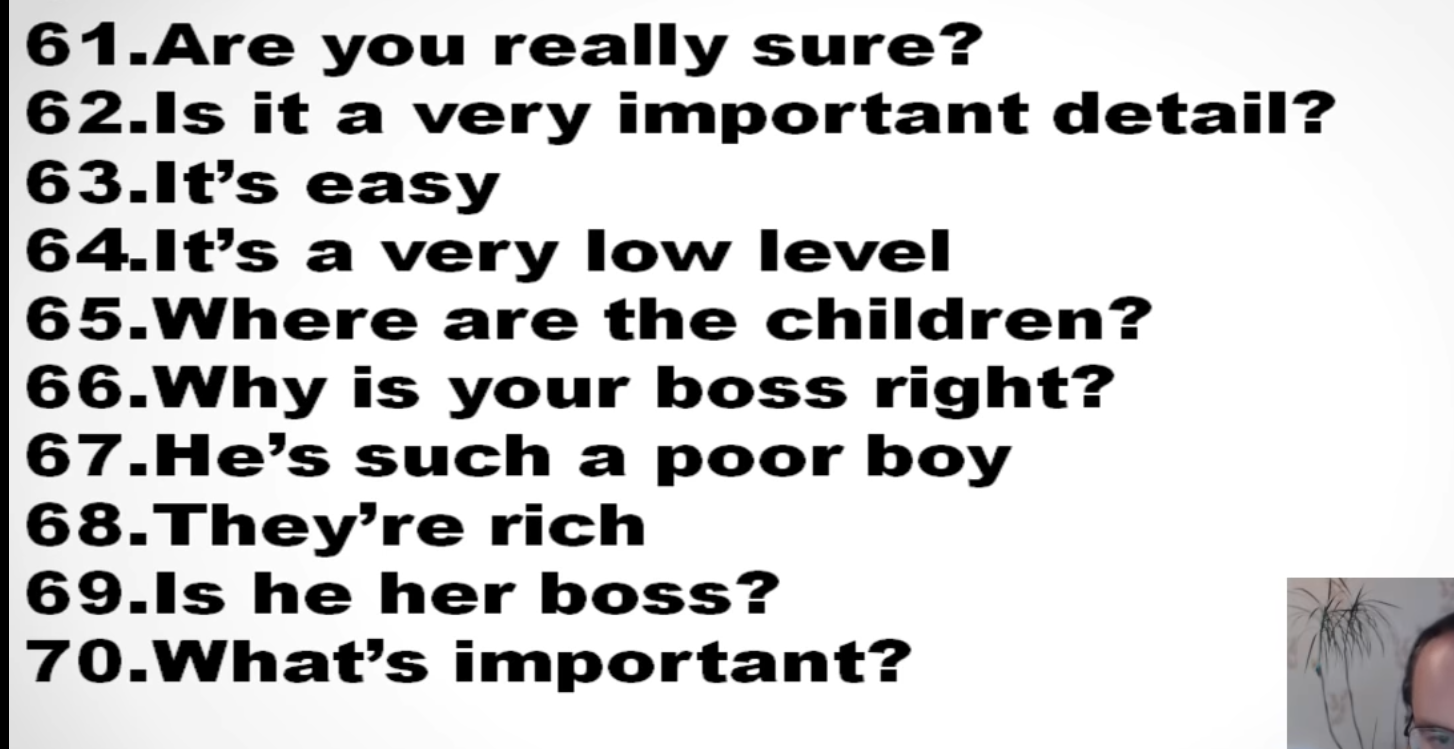 61.Are you really sure?
62.Is it a very important detail?
63.It’s easy
64.It’s a very low level
65.Where are the children?
66.Why is your boss right?
67.He’s such a poor boy
68.They’re rich
69.Is he her boss?
70.What’s important?